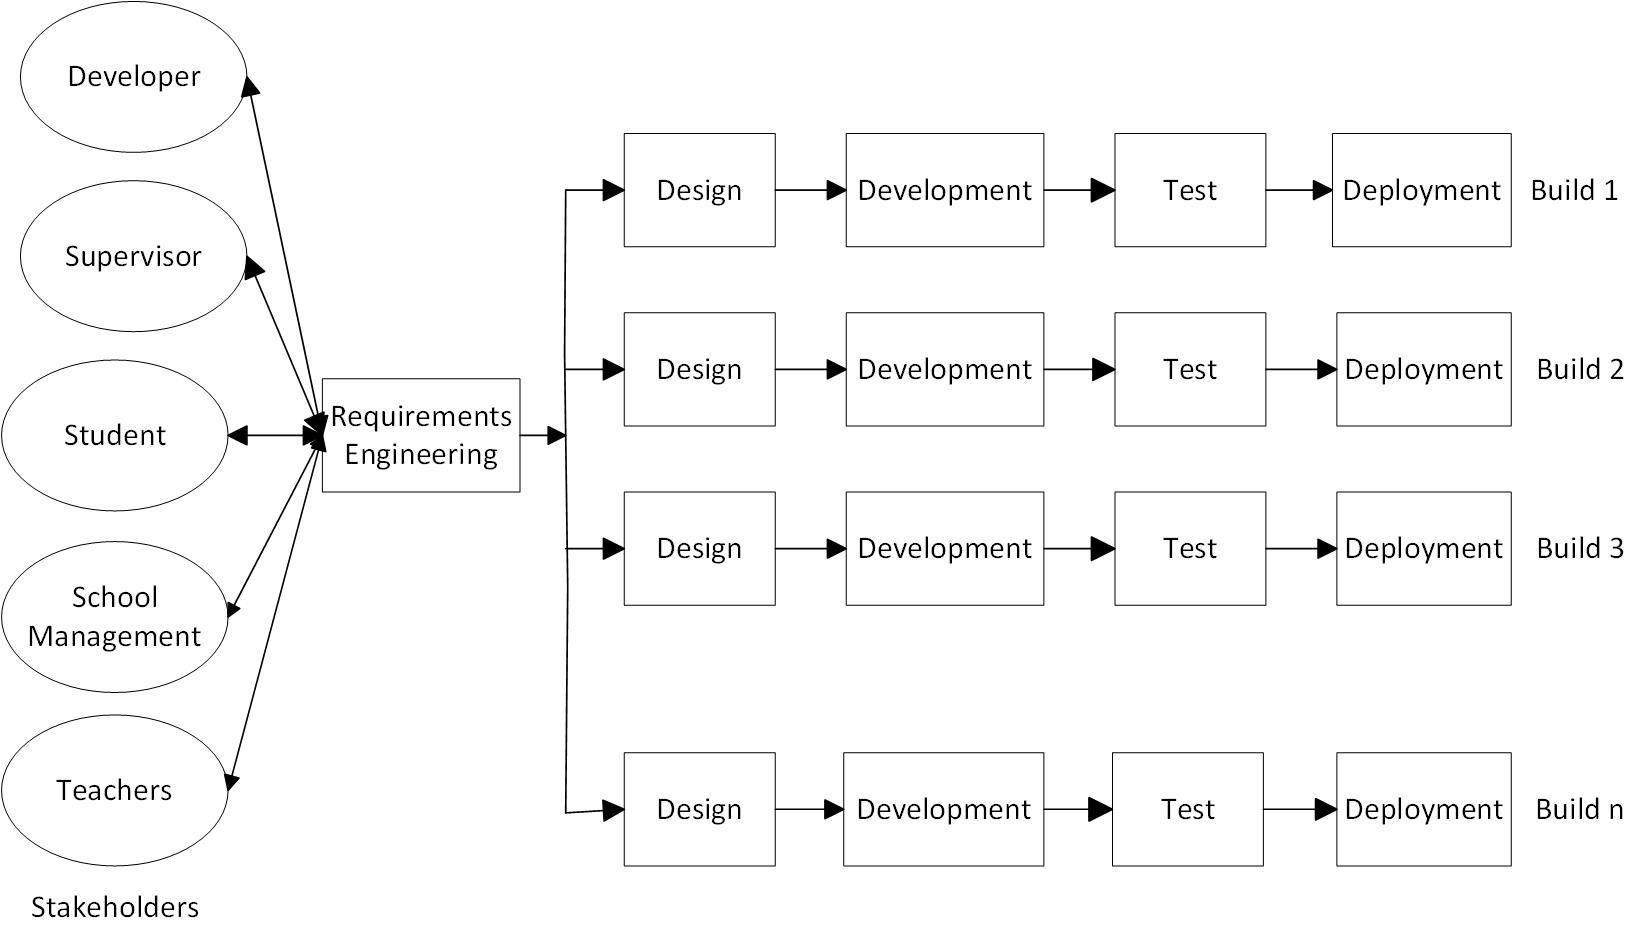 Developer
Supervisor
Student
School
Management
Teachers
Stakeholders
Requirements
Engineering
Design
Development
Test
Deployment
Build 1
Design
Development
Test
Deployment
Build 2
Design
Development
Test
Deployment
Build 3
Design
Development
Test
Deployment
Build n